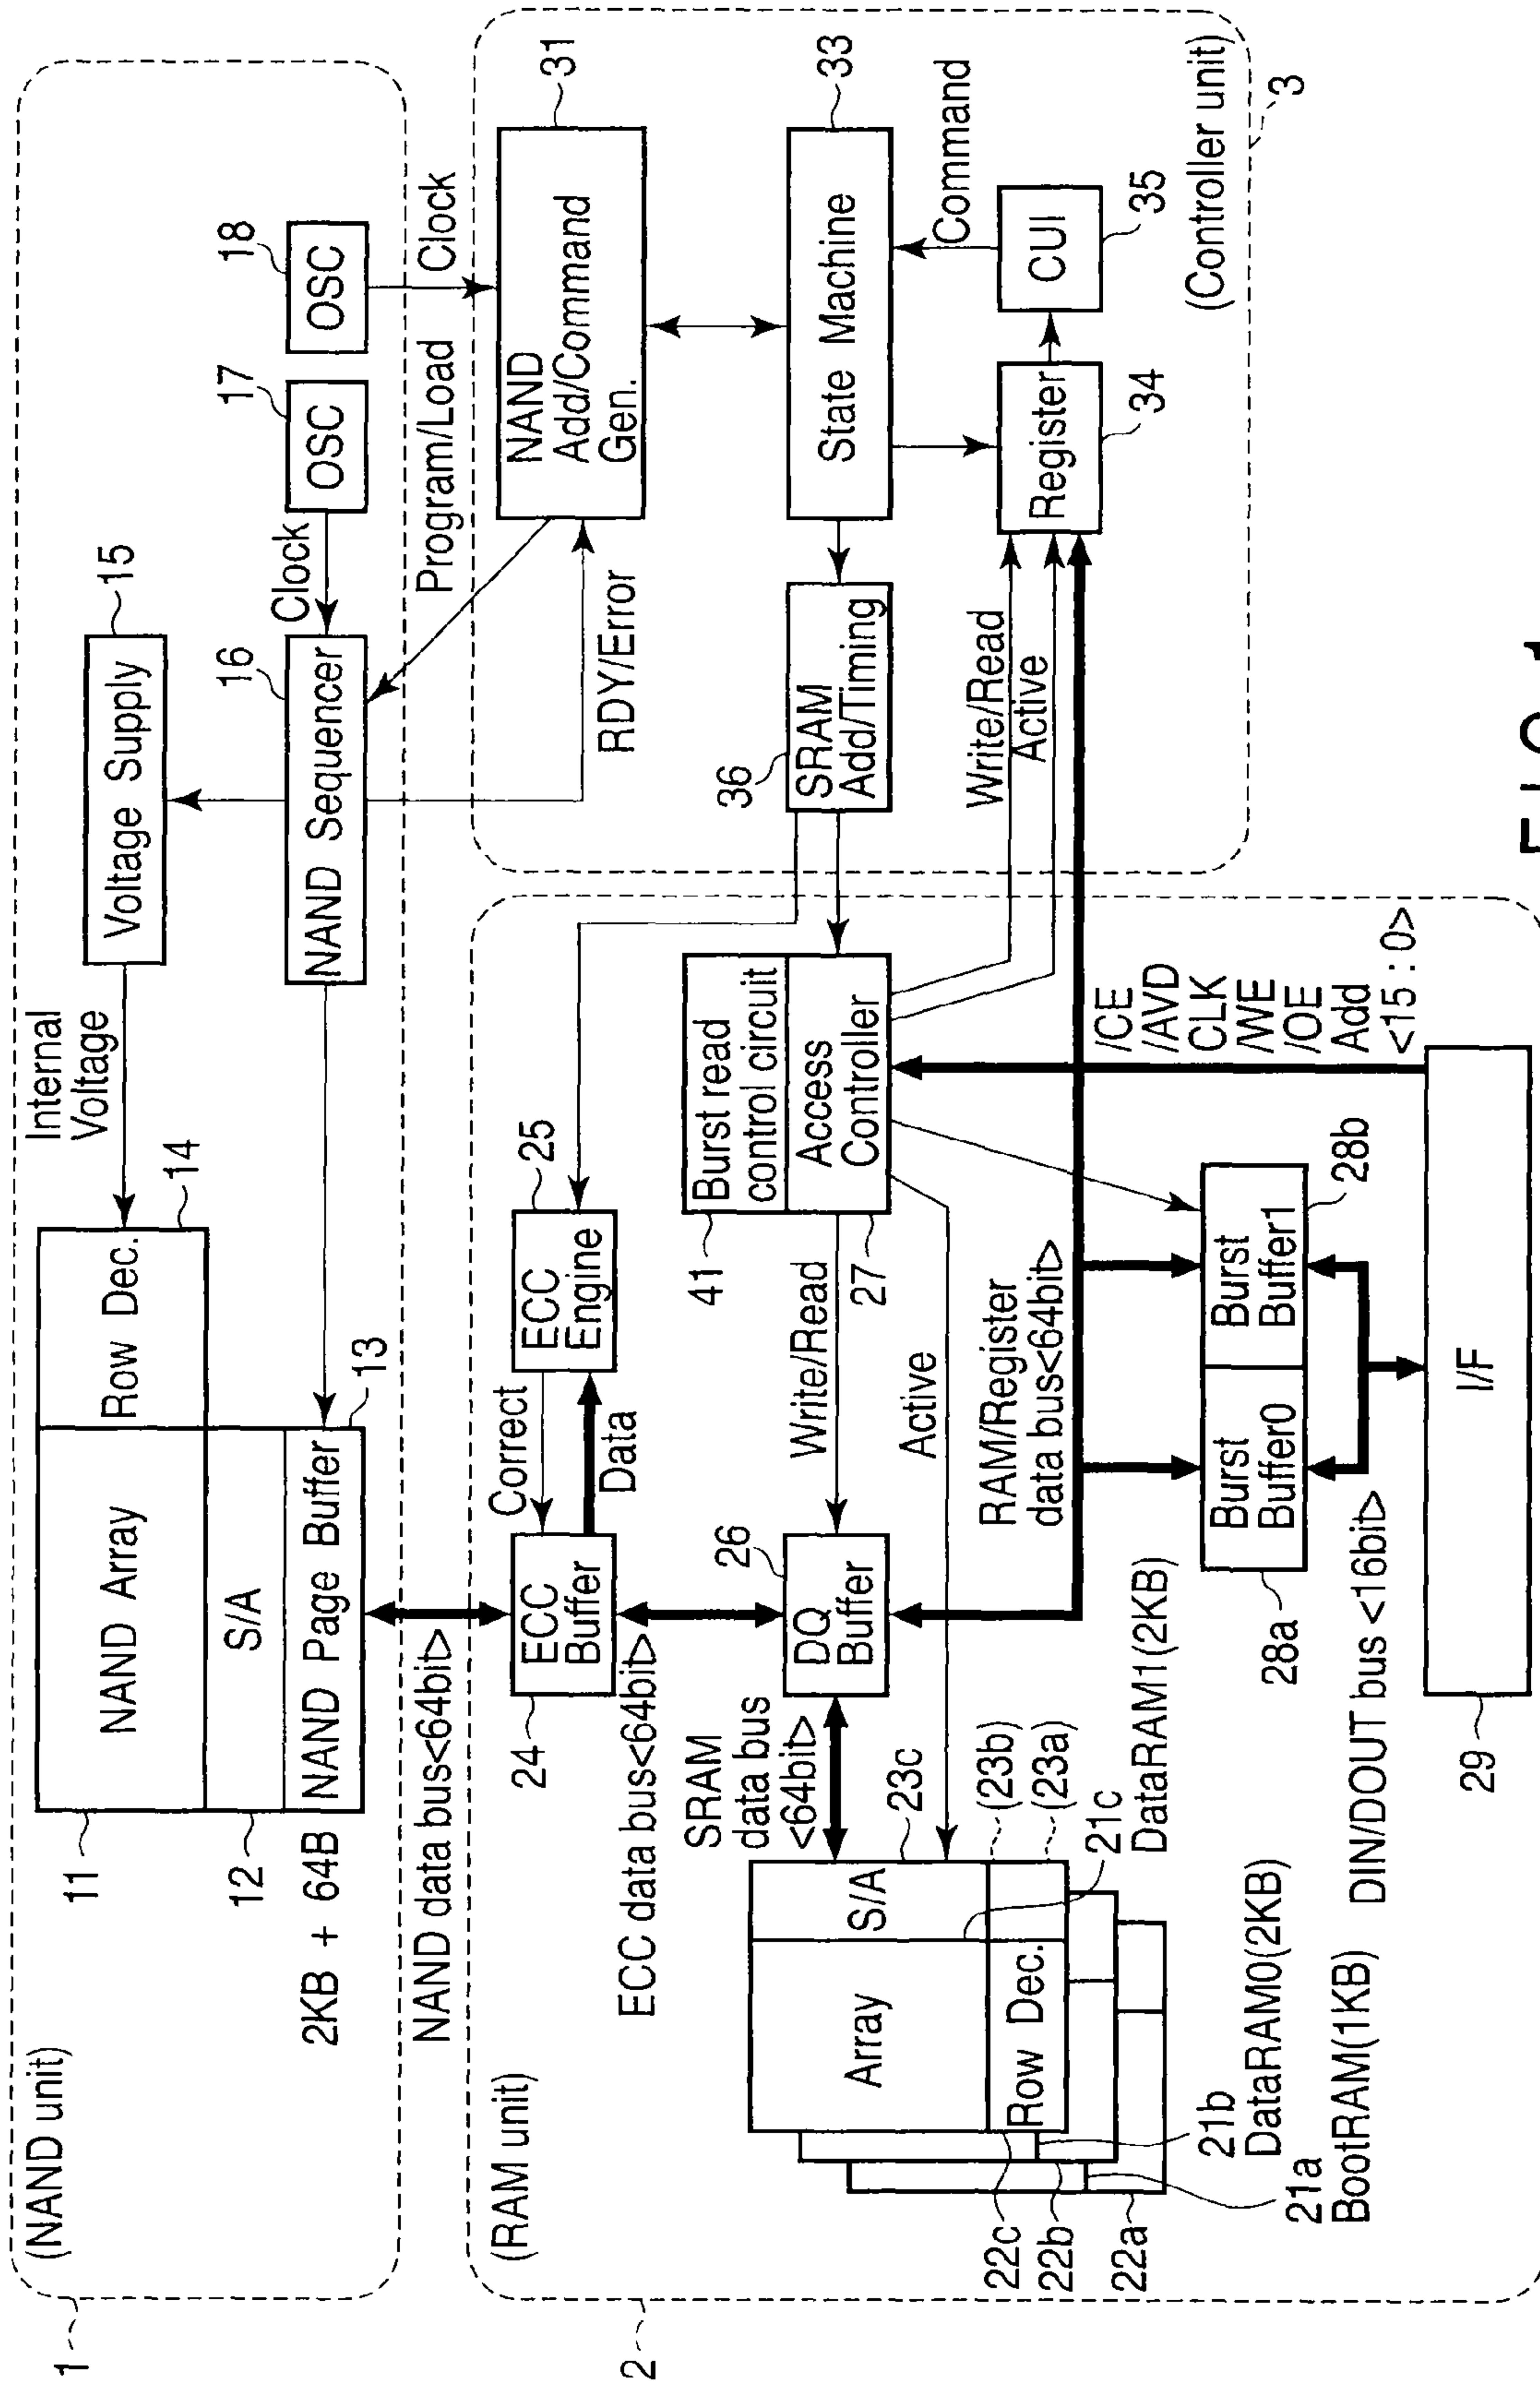 1
(NAND unit)
11
NAND Array
Row Dec.
14
Internal
Voltage
Voltage Supply
15
12
S/A
2KB + 64B
NAND Page Buffer
13
NAND Sequencer
16
Clock
OSC
17
OSC
18
NAND data bus<64bit>
Program/Load
Clock
2
(RAM unit)
24
ECC
Buffer
Correct
Data
ECC
Engine
25
ECC data bus<64bit>
RDY/Error
NAND
Add/Command
Gen.
31
SRAM
data bus
<64bit>
26
DQ
Buffer
Write/Read
41
Burst read
control circuit
Access
Controller
27
36
SRAM
Add/Timing
State Machine
33
Array
S/A
23c
Row Dec.
(23b)
(23a)
22c
22b
22a
21c
DataRAM1(2KB)
21b
DataRAM0(2KB)
21a
BootRAM(1KB)
Active
Write/Read
Active
Command
Register
34
CUI
35
(Controller unit)
3
RAM/Register
data bus<64bit>
28a
Burst
Buffer0
Burst
Buffer1
28b
/CE
/AVD
CLK
/WE
/OE
Add
<15:0>
DIN/DOUT bus <16bit>
29
I/F